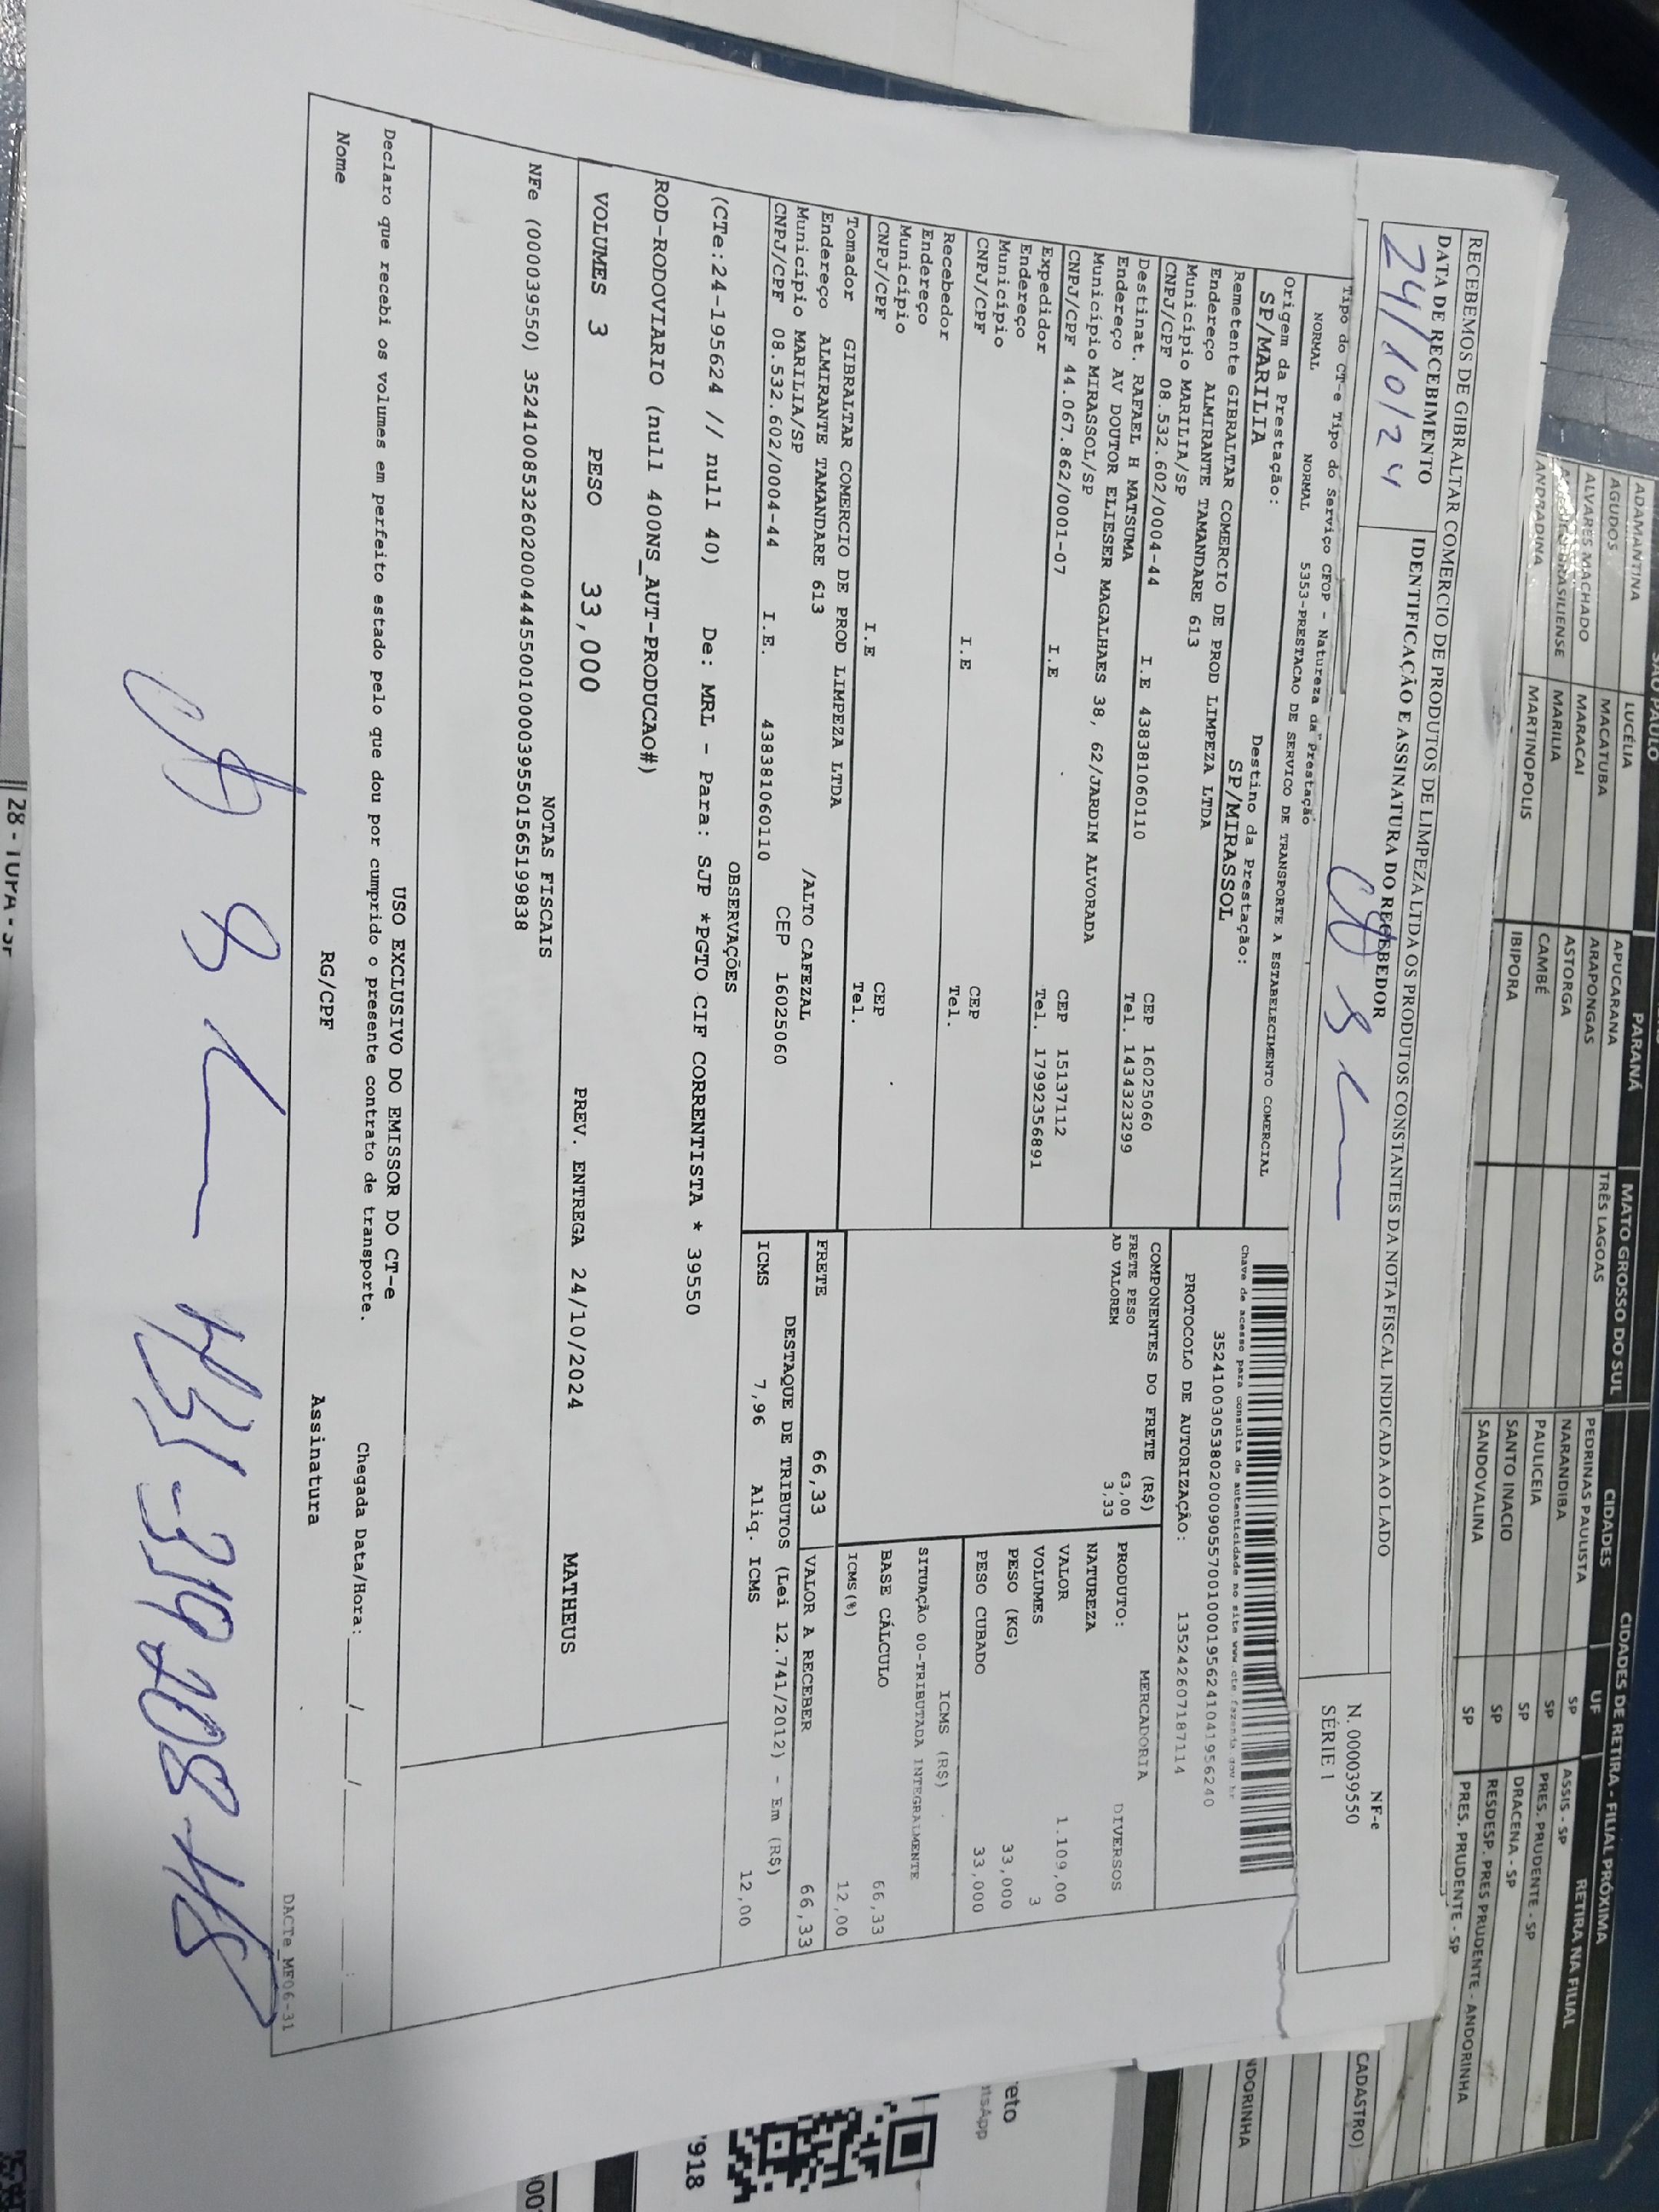 RECEBEMOS DE GIBRALTAR COMERCIO DE PRODUTOS DE LIMPEZA LTDA OS PRODUTOS CONSTANTES DA NOTA FISCAL INDICADA AO LADO
DATA DE RECEBIMENTO
IDENTIFICAÇÃO E ASSINATURA DO RECEBEDOR
24/10/24
NF-e
N. 000039550
SÉRIE 1
Tipo do CT-e Tipo do Serviço CFOP - Natureza da Prestação
NORMAL NORMAL 5353-PRESTACAO DE SERVICO DE TRANSPORTE A ESTABELECIMENTO COMERCIAL
Origem da Prestação: Destino da Prestação:
SP/MARILIA SP/MIRASSOL
Remetente GIBRALTAR COMERCIO DE PROD LIMPEZA LTDA
Endereço ALMIRANTE TAMANDARE 613
Município MARILIA/SP CEP 16025060
CNPJ/CPF 08.532.602/0004-44 I.E 438381060110 Tel. 1434323299
Destinat. RAFAEL H MATSUMA
Endereço AV DOUTOR ELIESER MAGALHAES 38, 62/JARDIM ALVORADA
Município MIRASSOL/SP CEP 15137112
CNPJ/CPF 44.067.862/0001-07 I.E Tel. 17992356891
Expedidor
Endereço
Município CEP
CNPJ/CPF I.E Tel.
Recebedor
Endereço
Município CEP
CNPJ/CPF I.E Tel.
Tomador GIBRALTAR COMERCIO DE PROD LIMPEZA LTDA
Endereço ALMIRANTE TAMANDARE 613 /ALTO CAFEZAL
Município MARILIA/SP CEP 16025060
CNPJ/CPF 08.532.602/0004-44 I.E. 438381060110
Chave de acesso para consulta de autenticidade no site www.cte.fazenda.gov.br
35241003053802000905570010001956241041956240
PROTOCOLO DE AUTORIZAÇÃO: 135242607187114
COMPONENTES DO FRETE (R$)
FRETE PESO 63,00
AD VALOREM 3,33
PRODUTO: MERCADORIA
NATUREZA DIVERSOS
VALOR 1.109,00
VOLUMES 3
PESO (KG) 33,000
PESO CUBADO 33,000
ICMS (R$)
SITUAÇÃO 00-TRIBUTADA INTEGRALMENTE
BASE CÁLCULO 66,33
ICMS(%) 12,00
FRETE 66,33 VALOR A RECEBER 66,33
DESTAQUE DE TRIBUTOS (Lei 12.741/2012) - Em (R$)
ICMS 7,96 Aliq. ICMS 12,00
OBSERVAÇÕES
(CTe:24-195624 // null 40) De: MRL - Para: SJP *PGTO CIF CORRENTISTA * 39550
ROD-RODOVIARIO (null 400NS_AUT-PRODUCAO#)
VOLUMES 3 PESO 33,000 PREV. ENTREGA 24/10/2024 MATHEUS
NOTAS FISCAIS
NFe (000039550) 35241008532602000444550010000395501565199838
USO EXCLUSIVO DO EMISSOR DO CT-e
Declaro que recebi os volumes em perfeito estado pelo que dou por cumprido o presente contrato de transporte.
Chegada Data/Hora: ___/___/___ ___:___
Nome RG/CPF Assinatura
DACTe_MF06-31
SÃO PAULO
PARANÁ
MATO GROSSO DO SUL
CIDADES DE RETIRA - FILIAL PRÓXIMA
CIDADES UF RETIRA NA FILIAL
ADAMANTINA LUCÉLIA APUCARANA TRÊS LAGOAS
AGUDOS MACATUBA ARAPONGAS
ALVARES MACHADO MARACAI ASTORGA
MARILIA CAMBÉ
ANDRADINA MARTINOPOLIS IBIPORA
PEDRINAS PAULISTA SP ASSIS - SP
NARANDIBA SP PRES. PRUDENTE - SP
PAULICEIA SP DRACENA - SP
SANTO INACIO SP RESDESP. PRES PRUDENTE - ANDORINHA
SANDOVALINA SP PRES. PRUDENTE - SP
CADASTRO)
NDORINHA
918
28 - TUPA - SP